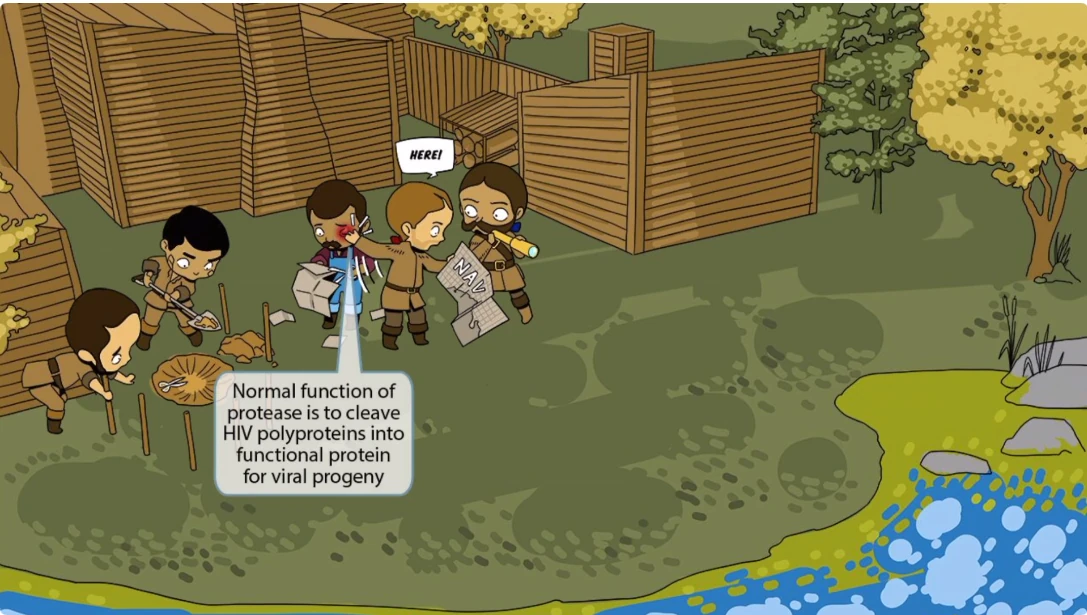 HERE!
NAV
Normal function of
protease is to cleave
HIV polyproteins into
functional protein
for viral progeny